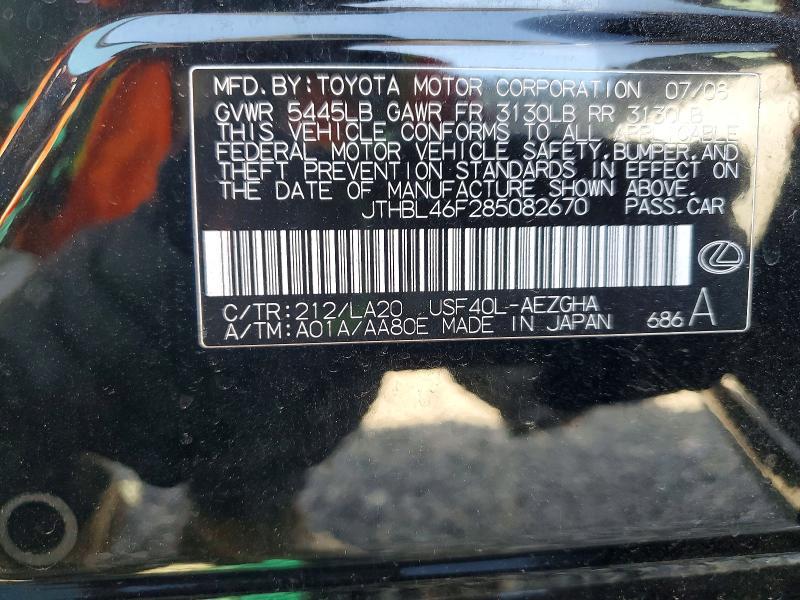 MFD.BY:TOYOTA MOTOR CORPORATION 07/08
GVWR 5445LB GAWR FR 3130LB RR 3130LB
THIS VEHICLE CONFORMS TO ALL APPLICABLE
FEDERAL MOTOR VEHICLE SAFETY,BUMPER,AND
THEFT PREVENTION STANDARDS IN EFFECT ON
THE DATE OF MANUFACTURE SHOWN ABOVE.
JTHBL46F285082670 PASS.CAR
C/TR:212/LA20 USF40L-AEZGHA
A/TM:A01A/AA80E MADE IN JAPAN 686 A